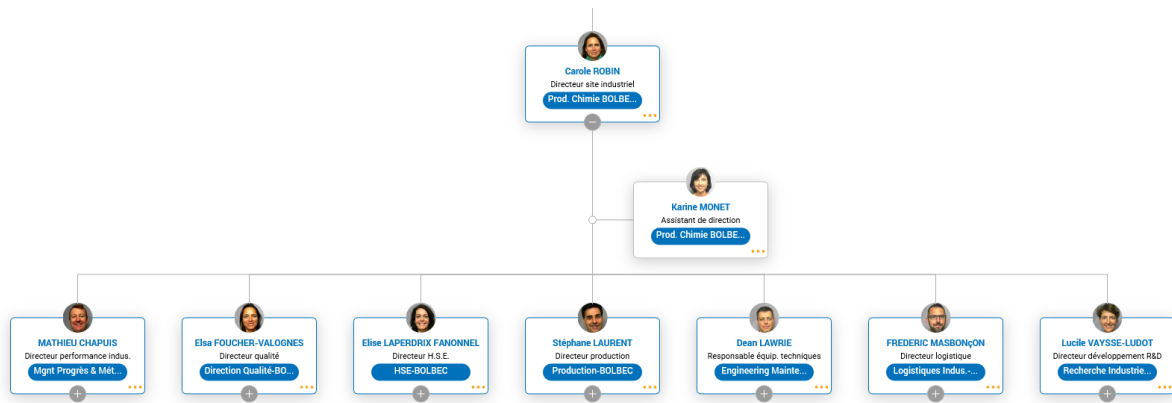 Carole ROBIN
Directeur site industriel
Prod. Chimie BOLBE...
Karine MONET
Assistant de direction
Prod. Chimie BOLBE...
MATHIEU CHAPUIS
Directeur performance indus.
Mgnt Progrès & Mét...
Elsa FOUCHER-VALOGNES
Directeur qualité
Direction Qualité-BO...
Elise LAPERDRIX FANONNEL
Directeur H.S.E.
HSE-BOLBEC
Stéphane LAURENT
Directeur production
Production-BOLBEC
Dean LAWRIE
Responsable équip. techniques
Engineering Mainte...
FREDERIC MASBONçON
Directeur logistique
Logistiques Indus.-...
Lucile VAYSSE-LUDOT
Directeur développement R&D
Recherche Industrie...